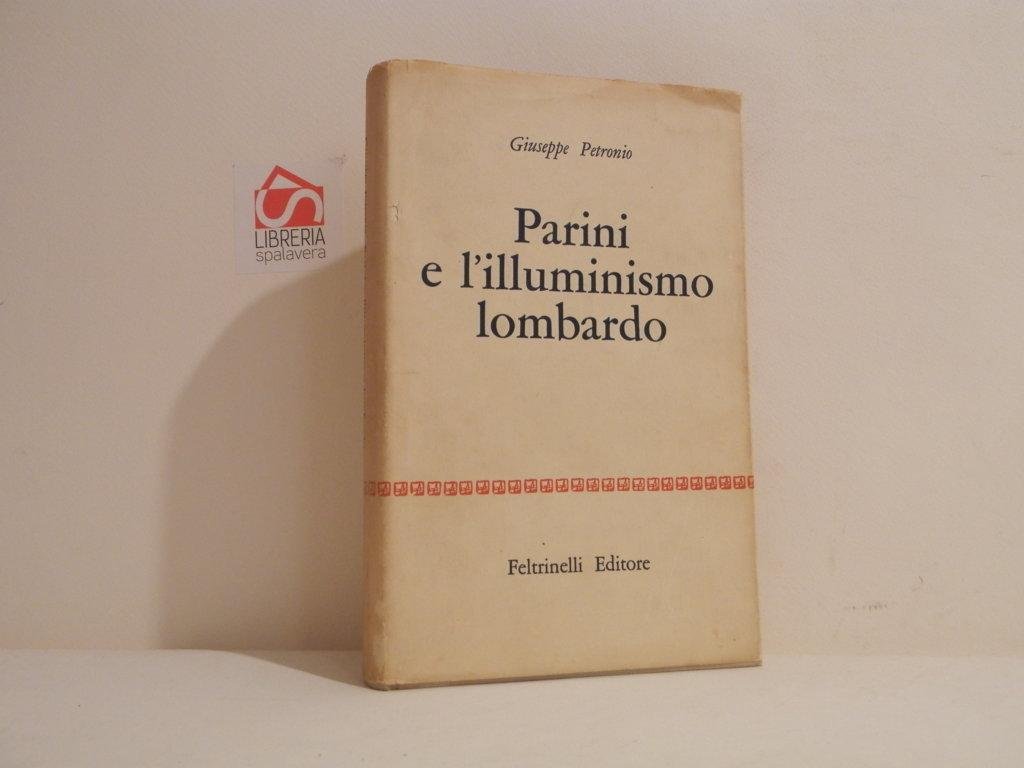 Giuseppe Petronio
Parini
e l'illuminismo
lombardo
Feltrinelli Editore
LIBRERIA
spalavera